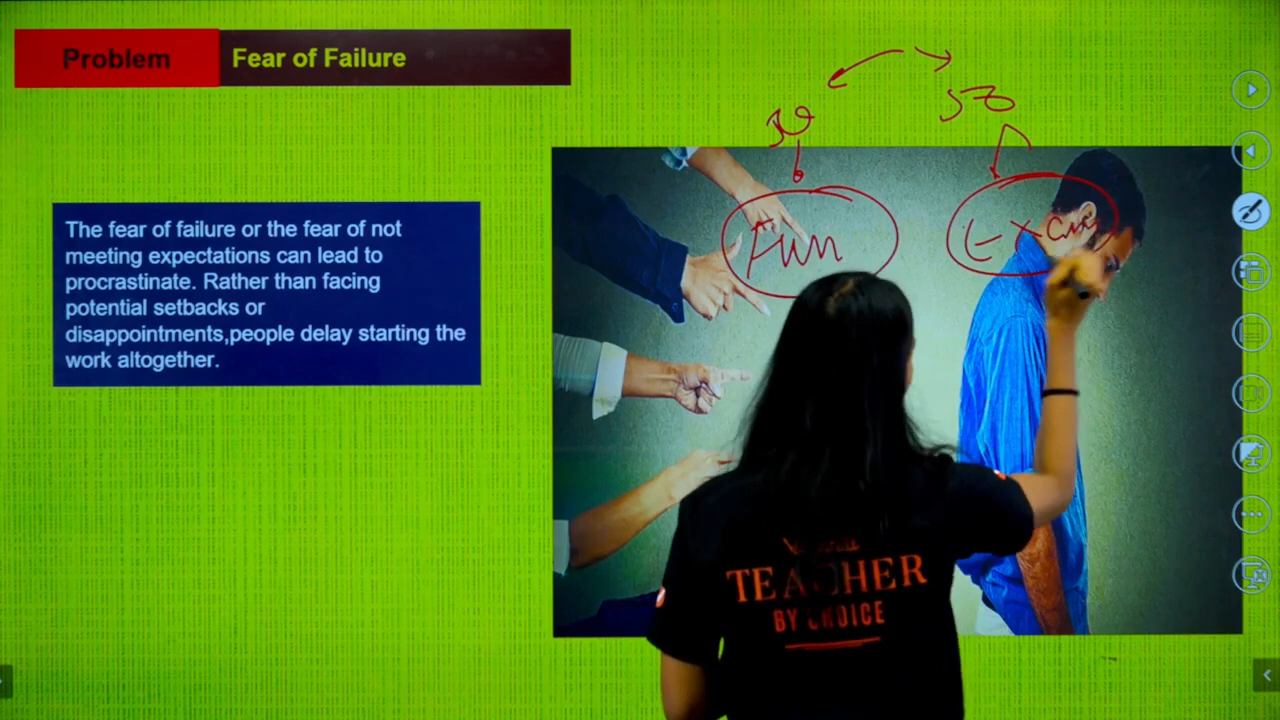 Problem
Fear of Failure
The fear of failure or the fear of not
meeting expectations can lead to
procrastinate. Rather than facing
potential setbacks or
disappointments,people delay starting the
work altogether.
Fun
Exam
TEACHER
BY CHOICE